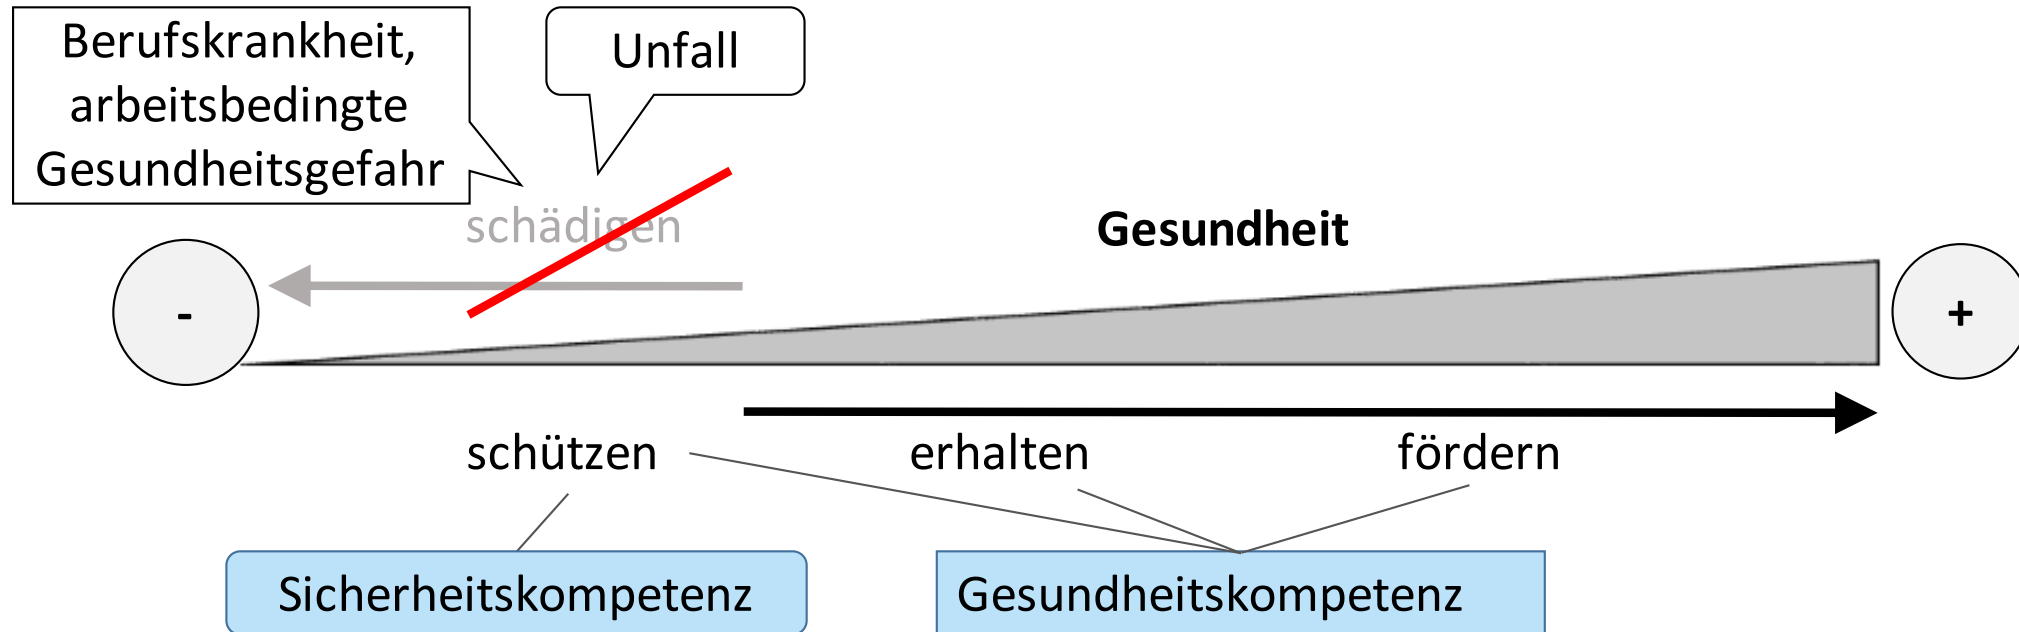 Berufskrankheit,
arbeitsbedingte
Gesundheitsgefahr
Unfall
schädigen
Gesundheit
-
+
schützen
erhalten
fördern
Sicherheitskompetenz
Gesundheitskompetenz